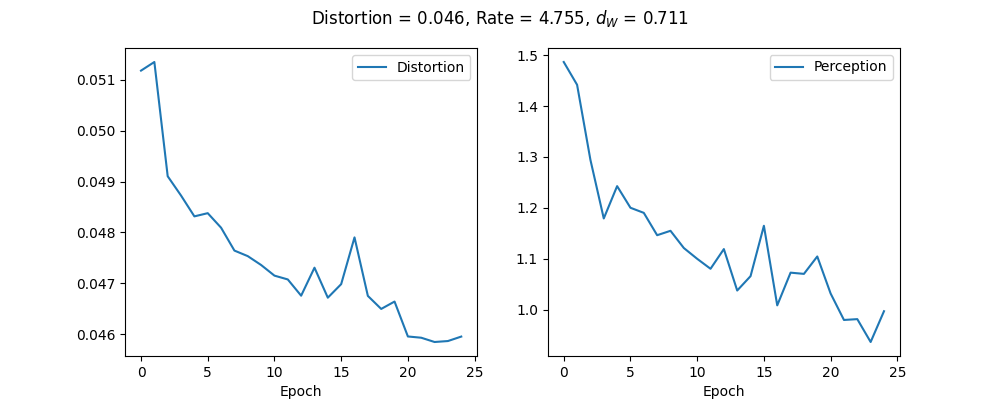 Distortion = 0.046, Rate = 4.755, d_W = 0.711
Distortion
0.051
0.050
0.049
0.048
0.047
0.046
0 5 10 15 20 25
Epoch
Perception
1.5
1.4
1.3
1.2
1.1
1.0
0 5 10 15 20 25
Epoch